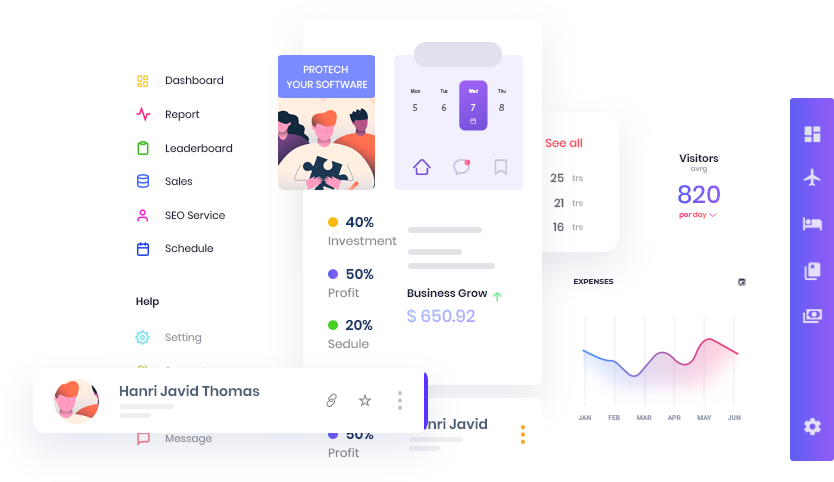 Dashboard
Report
Leaderboard
Sales
SEO Service
Schedule
Help
Setting
Message
PROTECH
YOUR SOFTWARE
Mon Tue Wed Thu
5 6 7 8
40%
Investment
50%
Profit
20%
Sedule
Business Grow
$ 650.92
50%
Profit
See all
25 trs
21 trs
16 trs
Visitors
avrg
820
per day
EXPENSES
JAN FEB MAR APR MAY JUN
Hanri Javid Thomas
nri Javid